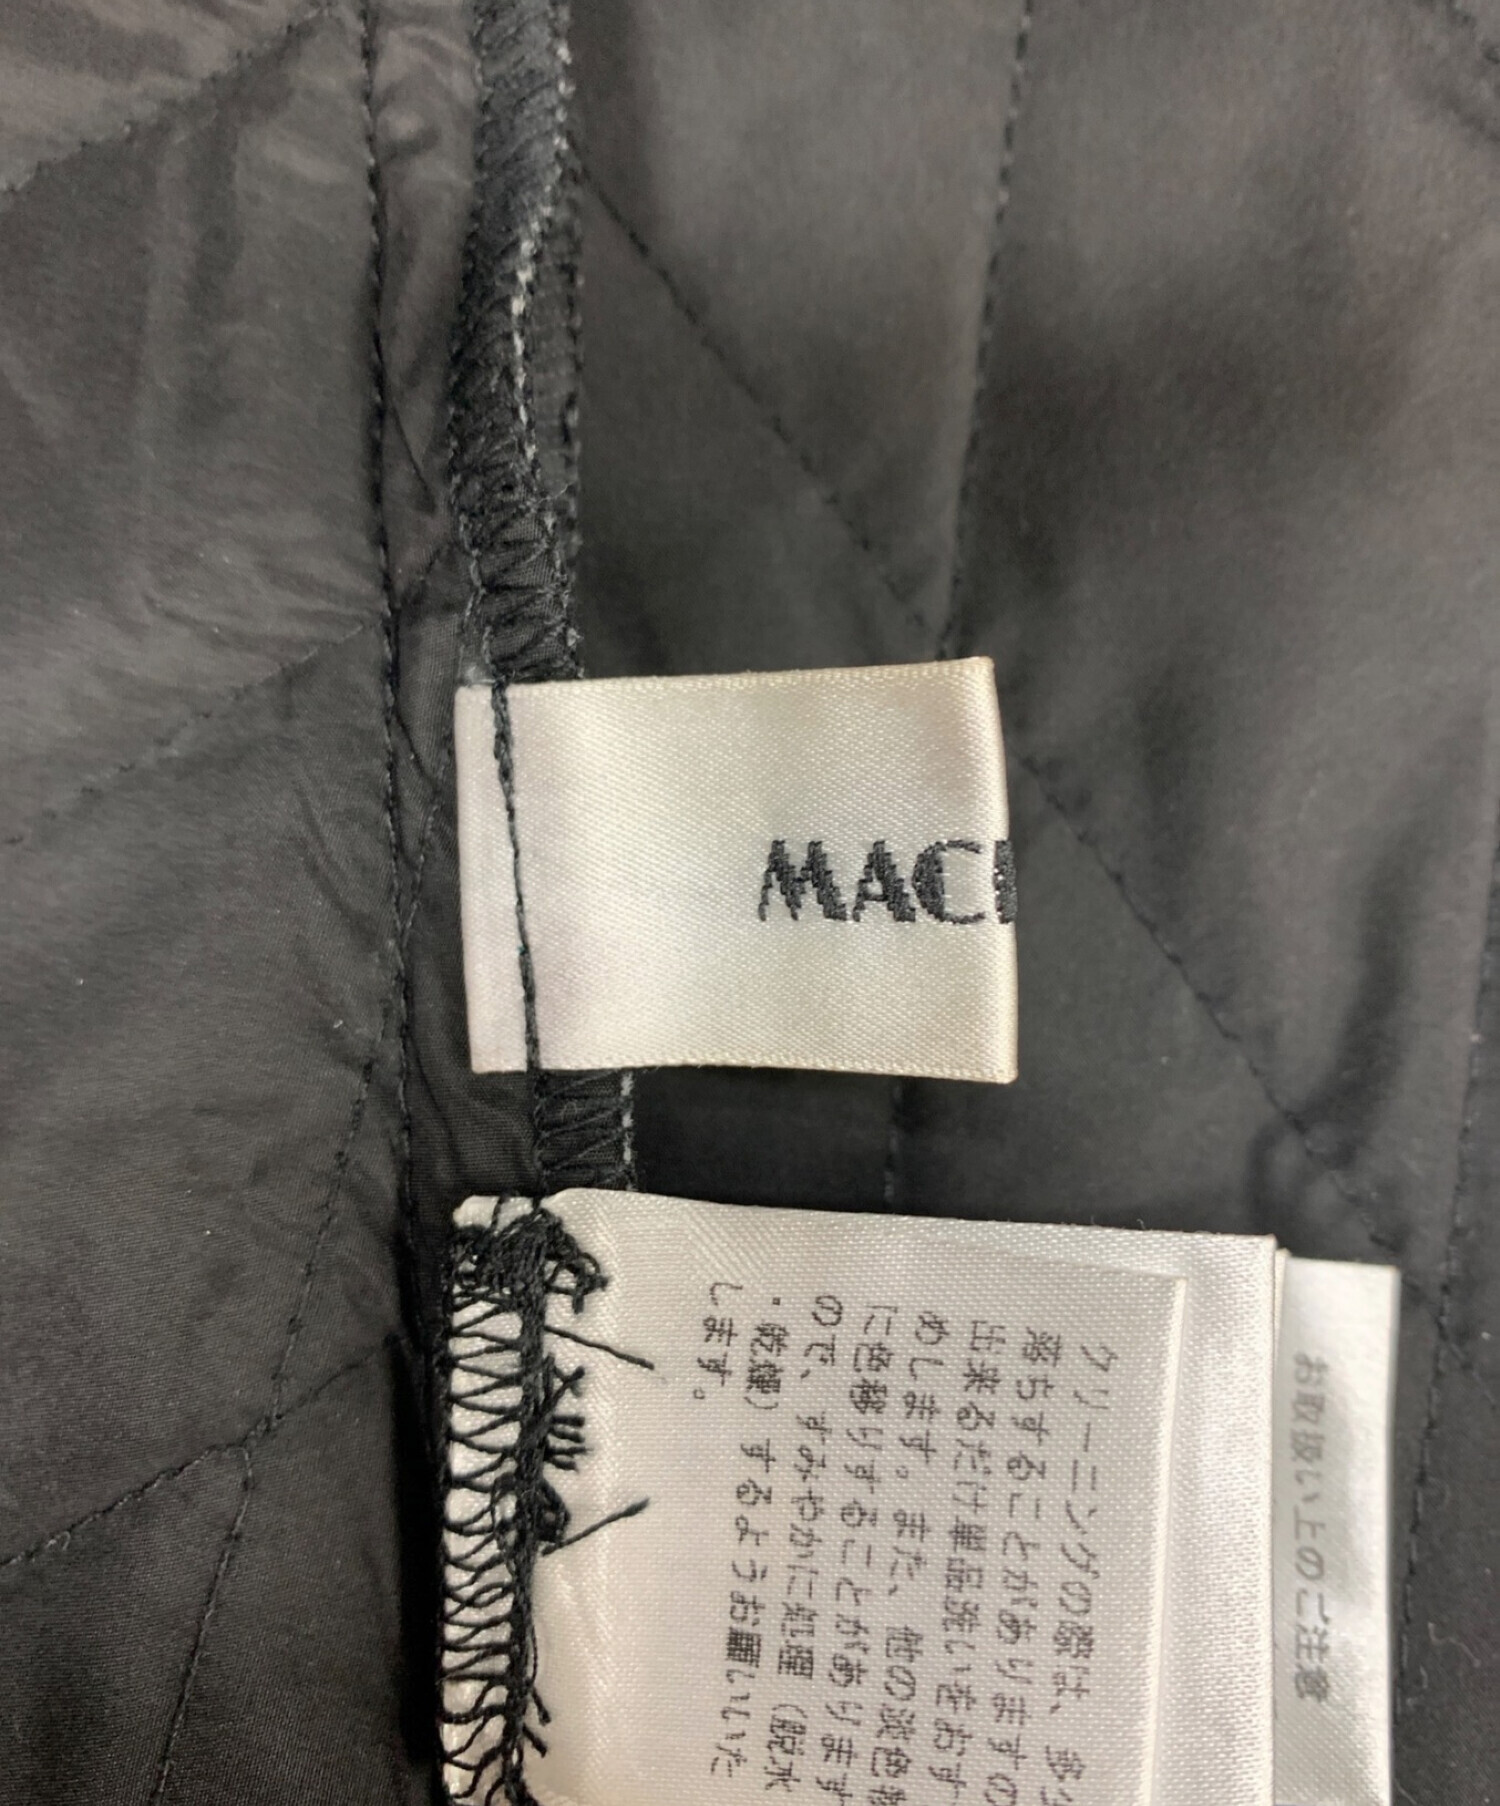 MAC
クリーニングの際は、多少
落ちすることがありますの
出来るだけ単品洗いをおす
めします。また、他の淡色
に色移りすることがあります
ので、すみやかに処理（脱水
・乾燥）するようお願いいた
します。
お取扱い上のご注意